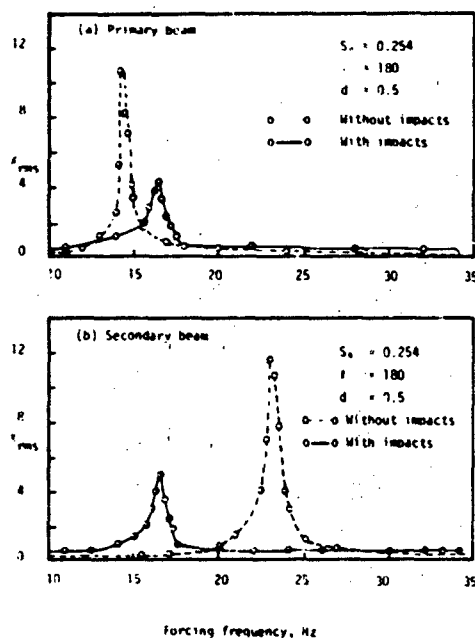 (a) Primary beam
12
8
4
0
rms
= 0.254
= 180
d = 0.5
Without impacts
With impacts
10 15 20 25 30 35
(b) Secondary beam
12
8
4
0
rms
= 0.254
= 180
d = 0.5
Without impacts
With impacts
10 15 20 25 30 35
Forcing frequency, Hz